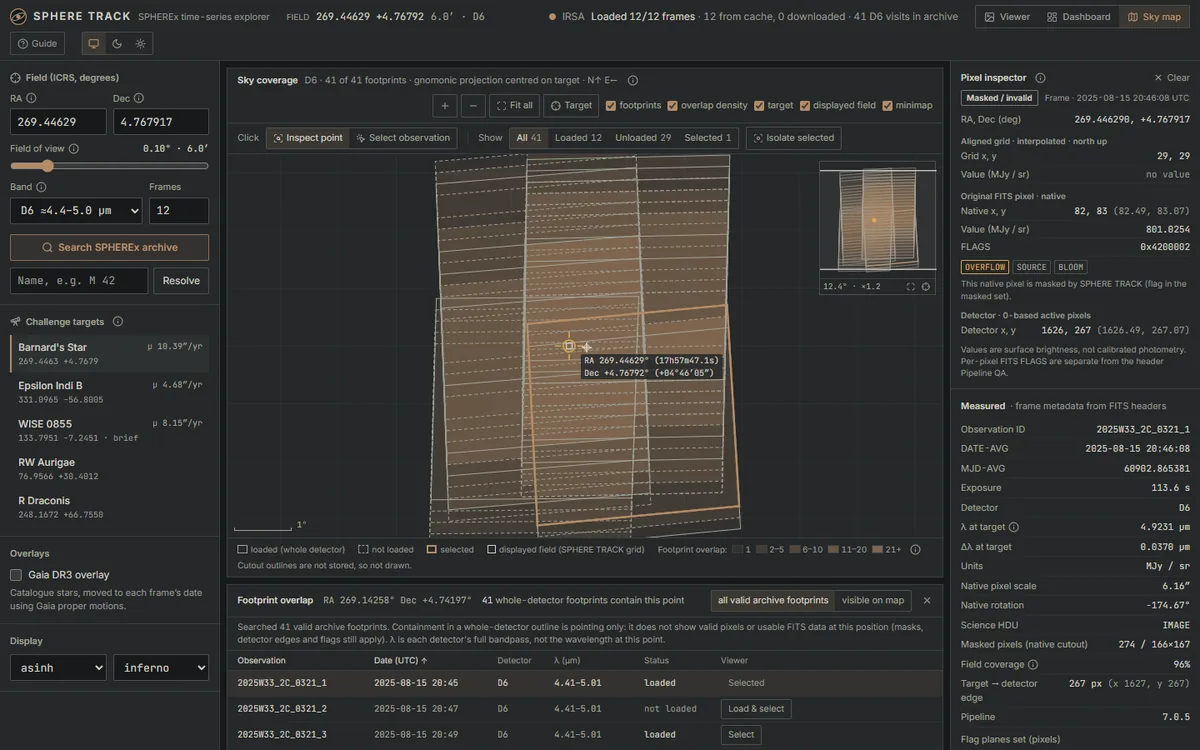 SPHERE TRACK SPHEREx time-series explorer FIELD 269.44629 +4.76792 6.0′ · D6 IRSA Loaded 12/12 frames · 12 from cache, 0 downloaded · 41 D6 visits in archive Viewer Dashboard Sky map
Guide
Field (ICRS, degrees)
RA Dec
269.44629 4.767917
Field of view 0.10° · 6.0′
Band Frames
D6 ≈4.4–5.0 µm 12
Search SPHEREx archive
Name, e.g. M 42 Resolve
Challenge targets
Barnard's Star µ 10.39″/yr
269.4463 +4.7679
Epsilon Indi B µ 4.68″/yr
331.0965 -56.8005
WISE 0855 µ 8.15″/yr
133.7951 -7.2451 · brief
RW Aurigae
76.9566 +30.4012
R Draconis
248.1672 +66.7550
Overlays
Gaia DR3 overlay
Catalogue stars, moved to each frame's date
using Gaia proper motions.
Display
asinh inferno
Sky coverage D6 · 41 of 41 footprints · gnomonic projection centred on target · N↑ E←
+ − Fit all Target footprints overlap density target displayed field minimap
Click Inspect point Select observation Show All 41 Loaded 12 Unloaded 29 Selected 1 Isolate selected
12.4° · ×1.2
RA 269.44629° (17h57m47.1s)
Dec +4.76792° (+04°46′05″)
1°
loaded (whole detector) not loaded selected displayed field (SPHERE TRACK grid) Footprint overlap: 1 2–5 6–10 11–20 21+
Cutout outlines are not stored, so not drawn.
Footprint overlap RA 269.14258° Dec +4.74197° 41 whole-detector footprints contain this point all valid archive footprints visible on map ×
Searched 41 valid archive footprints. Containment in a whole-detector outline is pointing only; it does not show valid pixels or usable FITS data at this position (masks,
detector edges and flags still apply). λ is each detector's full bandpass, not the wavelength at this point.
Observation Date (UTC) ↑ Detector λ (µm) Status Viewer
2025W33_2C_0321_1 2025-08-15 20:45 D6 4.41–5.01 loaded Selected
2025W33_2C_0321_2 2025-08-15 20:47 D6 4.41–5.01 not loaded Load & select
2025W33_2C_0321_3 2025-08-15 20:49 D6 4.41–5.01 loaded Select
Pixel inspector × Clear
Masked / invalid Frame · 2025-08-15 20:46:08 UTC
RA, Dec (deg) 269.446290, +4.767917
Aligned grid · interpolated · north up
Grid x, y 29, 29
Value (MJy / sr) no value
Original FITS pixel · native
Native x, y 82, 83 (82.49, 83.07)
Value (MJy / sr) 801.0254
FLAGS 0x4200002
OVERFLOW SOURCE BLOOM
This native pixel is masked by SPHERE TRACK (flag in the
masked set).
Detector · 0-based active pixels
Detector x, y 1626, 267 (1626.49, 267.07)
Values are surface brightness, not calibrated photometry.
Per-pixel FITS FLAGS are separate from the header
Pipeline QA.
Measured · frame metadata from FITS headers
Observation ID 2025W33_2C_0321_1
DATE-AVG 2025-08-15 20:46:08
MJD-AVG 60902.865381
Exposure 113.6 s
Detector D6
λ at target 4.9231 µm
Δλ at target 0.0370 µm
Units MJy / sr
Native pixel scale 6.16″
Native rotation -174.67°
Science HDU IMAGE
Masked pixels (native cutout) 274 / 166×167
Field coverage 96%
Target → detector 267 px (x 1627, y 267)
edge
Pipeline 7.0.5
Flag planes set (pixels)